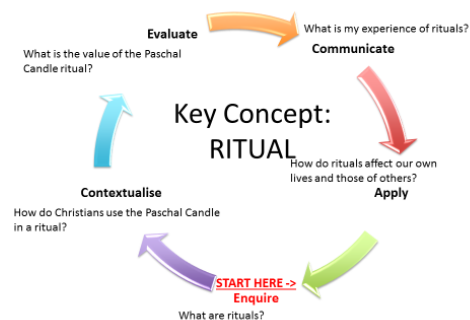 Evaluate
What is the value of the Paschal
Candle ritual?
What is my experience of rituals?
Communicate
Key Concept:
RITUAL
How do rituals affect our own
lives and those of others?
Apply
Contextualise
How do Christians use the Paschal Candle
in a ritual?
START HERE ->
Enquire
What are rituals?